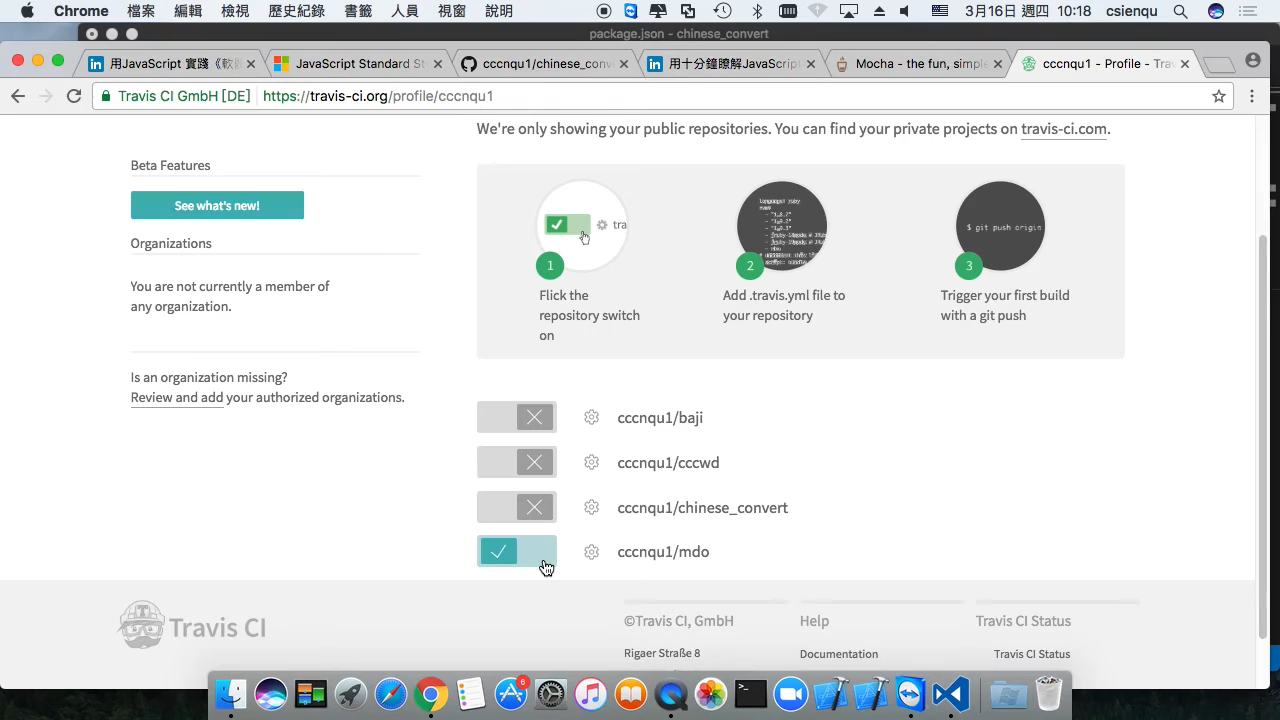 Chrome 檔案 編輯 檢視 歷史紀錄 書籤 人員 視窗 說明 3月16日 週四 10:18 csienqu
package.json - chinese_convert
用JavaScript 實踐《軟 JavaScript Standard St cccnqu1/chinese_conv 用十分鐘瞭解JavaScrip Mocha - the fun, simple cccnqu1 - Profile - Trav
Travis CI GmbH [DE] https://travis-ci.org/profile/cccnqu1
We're only showing your public repositories. You can find your private projects on travis-ci.com.
Beta Features
See what's new!
Organizations
You are not currently a member of
any organization.
Is an organization missing?
Review and add your authorized organizations.
tra
$ git push origin
1
Flick the
repository switch
on
2
Add .travis.yml file to
your repository
3
Trigger your first build
with a git push
cccnqu1/baji
cccnqu1/cccwd
cccnqu1/chinese_convert
cccnqu1/mdo
Travis CI
©Travis CI, GmbH
Rigaer Straße 8
Help
Documentation
Travis CI Status
Travis CI Status
6